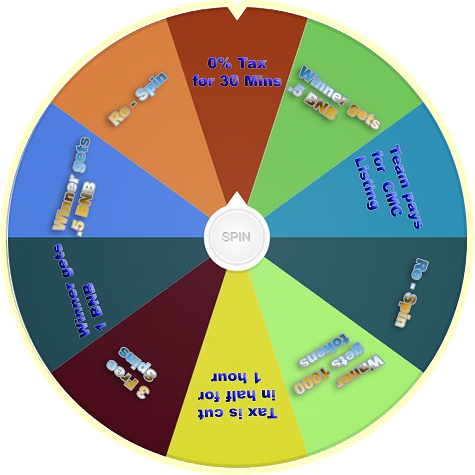 0% Tax
for 30 Mins
Winner gets
.5 BNB
Team pays
for CMC
Listing
Re - Spin
Winner
gets 1000
tokens
Tax is cut
in half for
1 hour
3 Free
Spins
Winner gets
1 BNB
Winner gets
.5 BNB
Re - Spin
SPIN